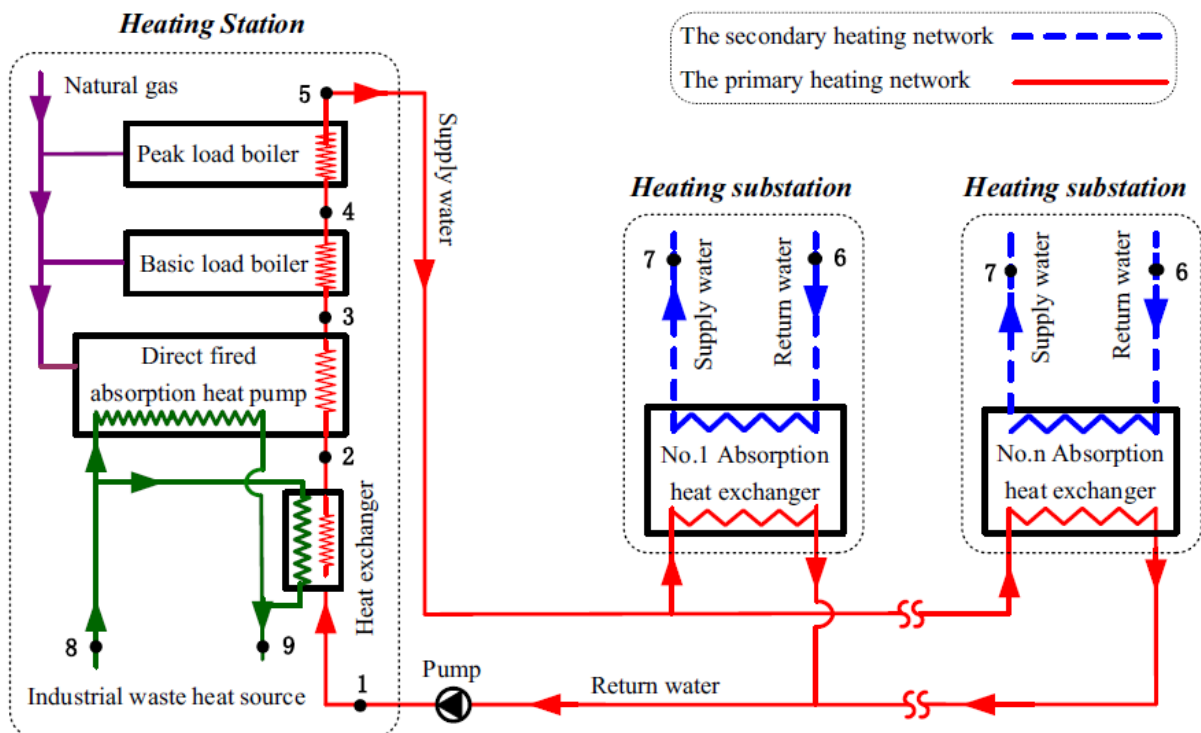 Heating Station
Natural gas
5
Peak load boiler
4
Basic load boiler
3
Direct fired
absorption heat pump
2
Heat exchanger
8
9
Industrial waste heat source
1
Pump
Return water
Supply water
The secondary heating network
The primary heating network
Heating substation
7
6
Supply water
Return water
No.1 Absorption
heat exchanger
Heating substation
7
6
Supply water
Return water
No.n Absorption
heat exchanger